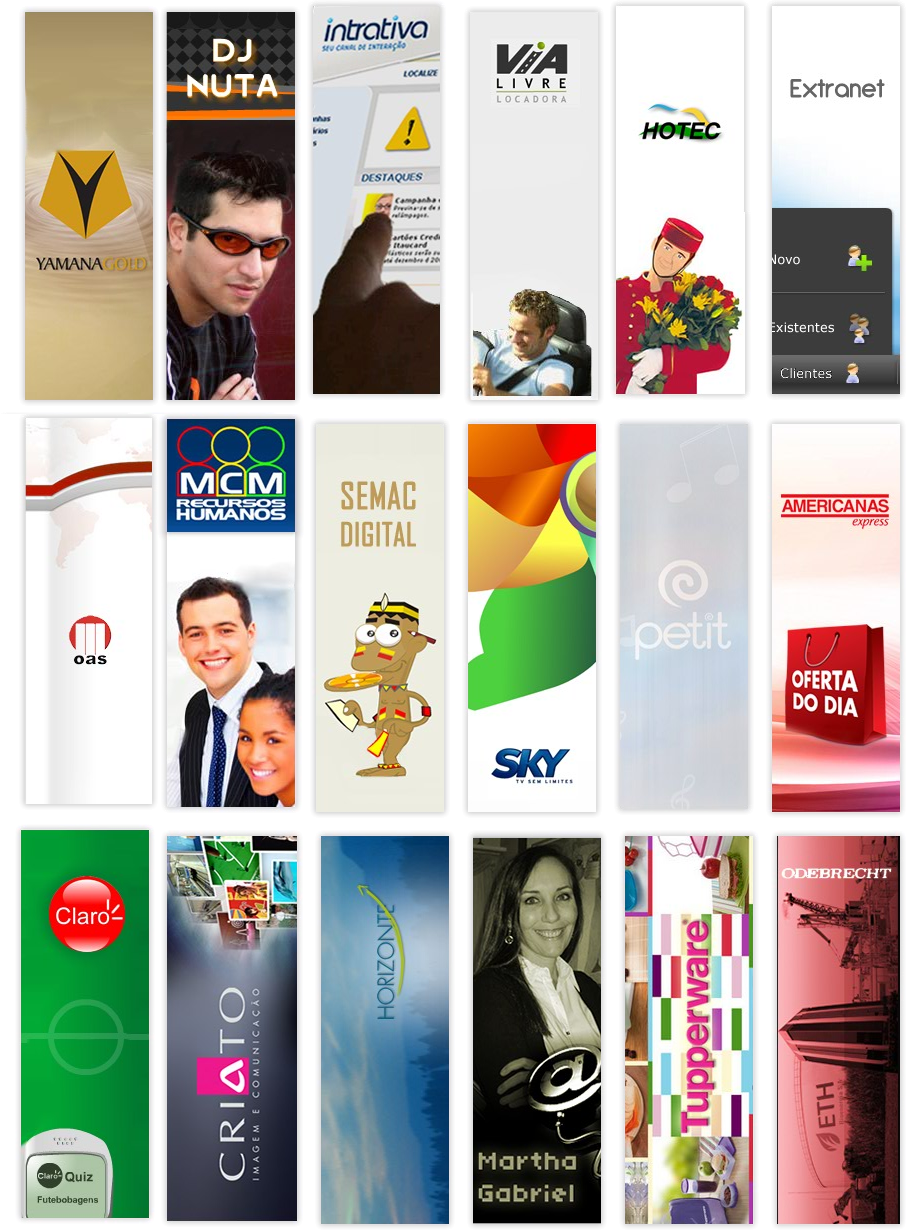 YAMANA GOLD
DJ
NUTA
intrativa
SEU CANAL DE INTERAÇÃO
LOCALIZE
DESTAQUES
Campanha
relâmpagos.
artões Credi
Itaucard
VIA
LIVRE
LOCADORA
HOTEC
Extranet
Novo
Existentes
Clientes
oas
MCM
RECURSOS
HUMANOS
SEMAC
DIGITAL
SKY
TV SEM LIMITES
petit
AMERICANAS
express
OFERTA
DO DIA
Claro
Claro Quiz
Futebobagens
CRIATO
IMAGEM E COMUNICAÇÃO
HORIZONTE
@
Martha
Gabriel
Tupperware®
ODEBRECHT
ETH